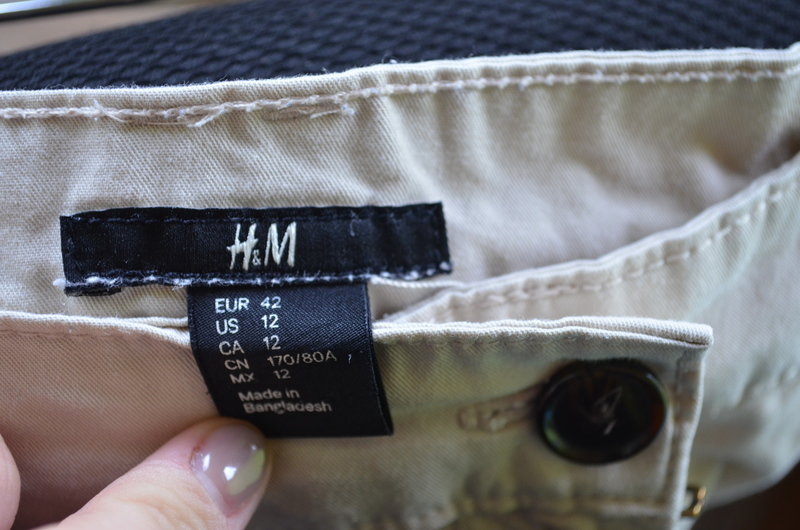 H&M
EUR 42
US 12
CA 12
CN 170/80A
MX 12
Made in
Bangladesh